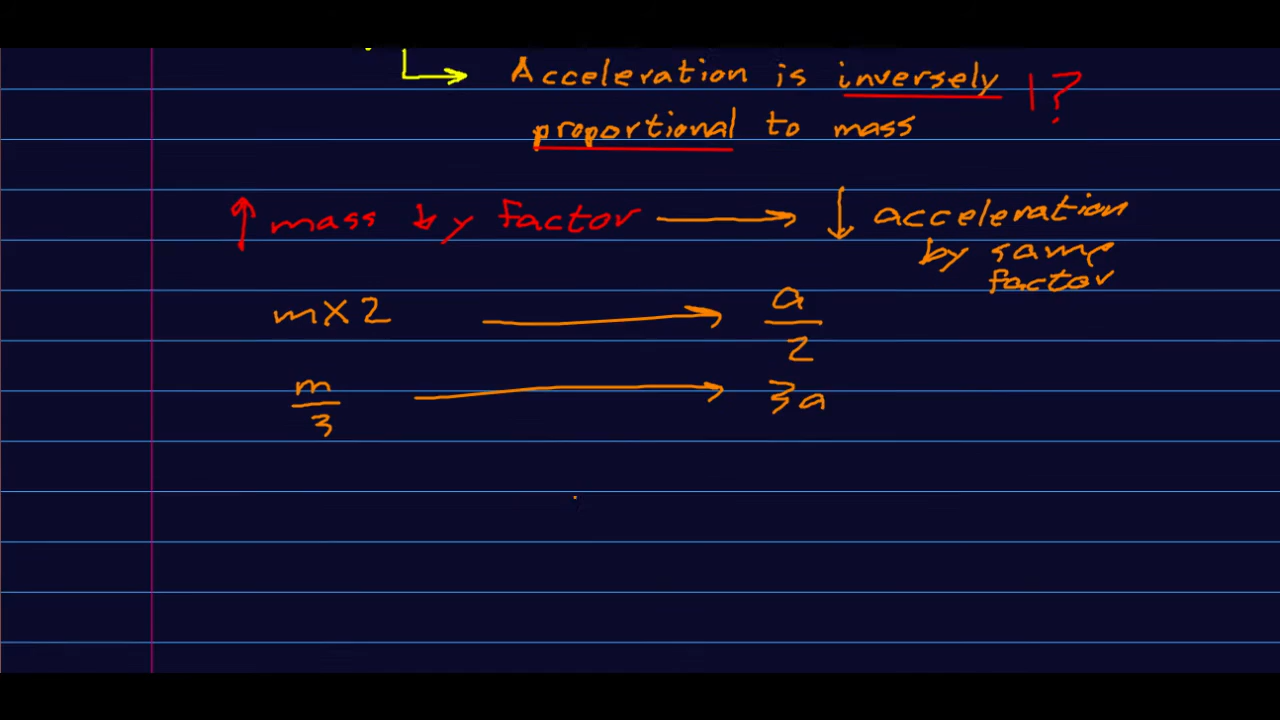 Acceleration is inversely !?
proportional to mass
↑ mass by factor → ↓ acceleration
by same
factor
m x 2 → a/2
m/3 → 3a